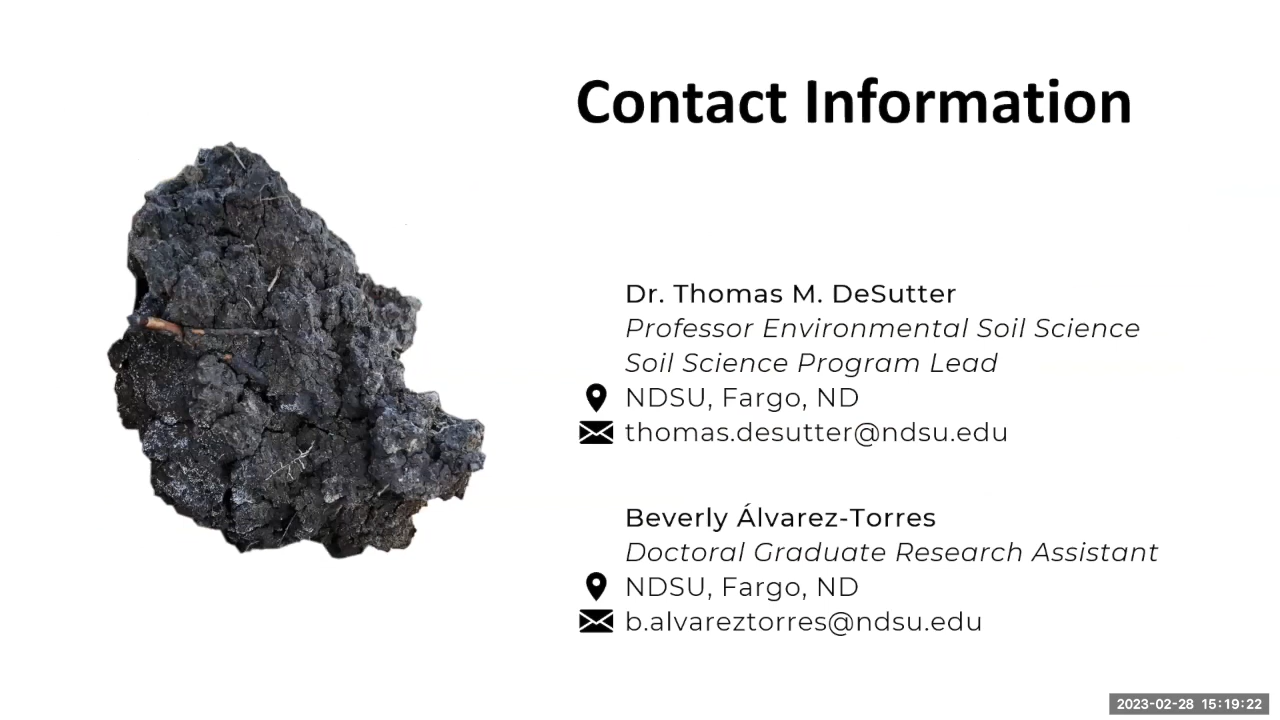 Contact Information
Dr. Thomas M. DeSutter
Professor Environmental Soil Science
Soil Science Program Lead
NDSU, Fargo, ND
thomas.desutter@ndsu.edu
Beverly Álvarez-Torres
Doctoral Graduate Research Assistant
NDSU, Fargo, ND
b.alvareztorres@ndsu.edu
2023-02-28 15:19:22